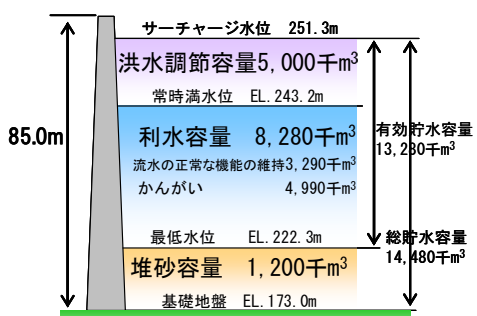 サーチャージ水位 251.3m
洪水調節容量5,000千m³
常時満水位 EL.243.2m
85.0m
利水容量 8,280千m³
有効貯水容量
13,280千m³
流水の正常な機能の維持3,290千m³
かんがい 4,990千m³
最低水位 EL.222.3m
総貯水容量
14,480千m³
堆砂容量 1,200千m³
基礎地盤 EL.173.0m